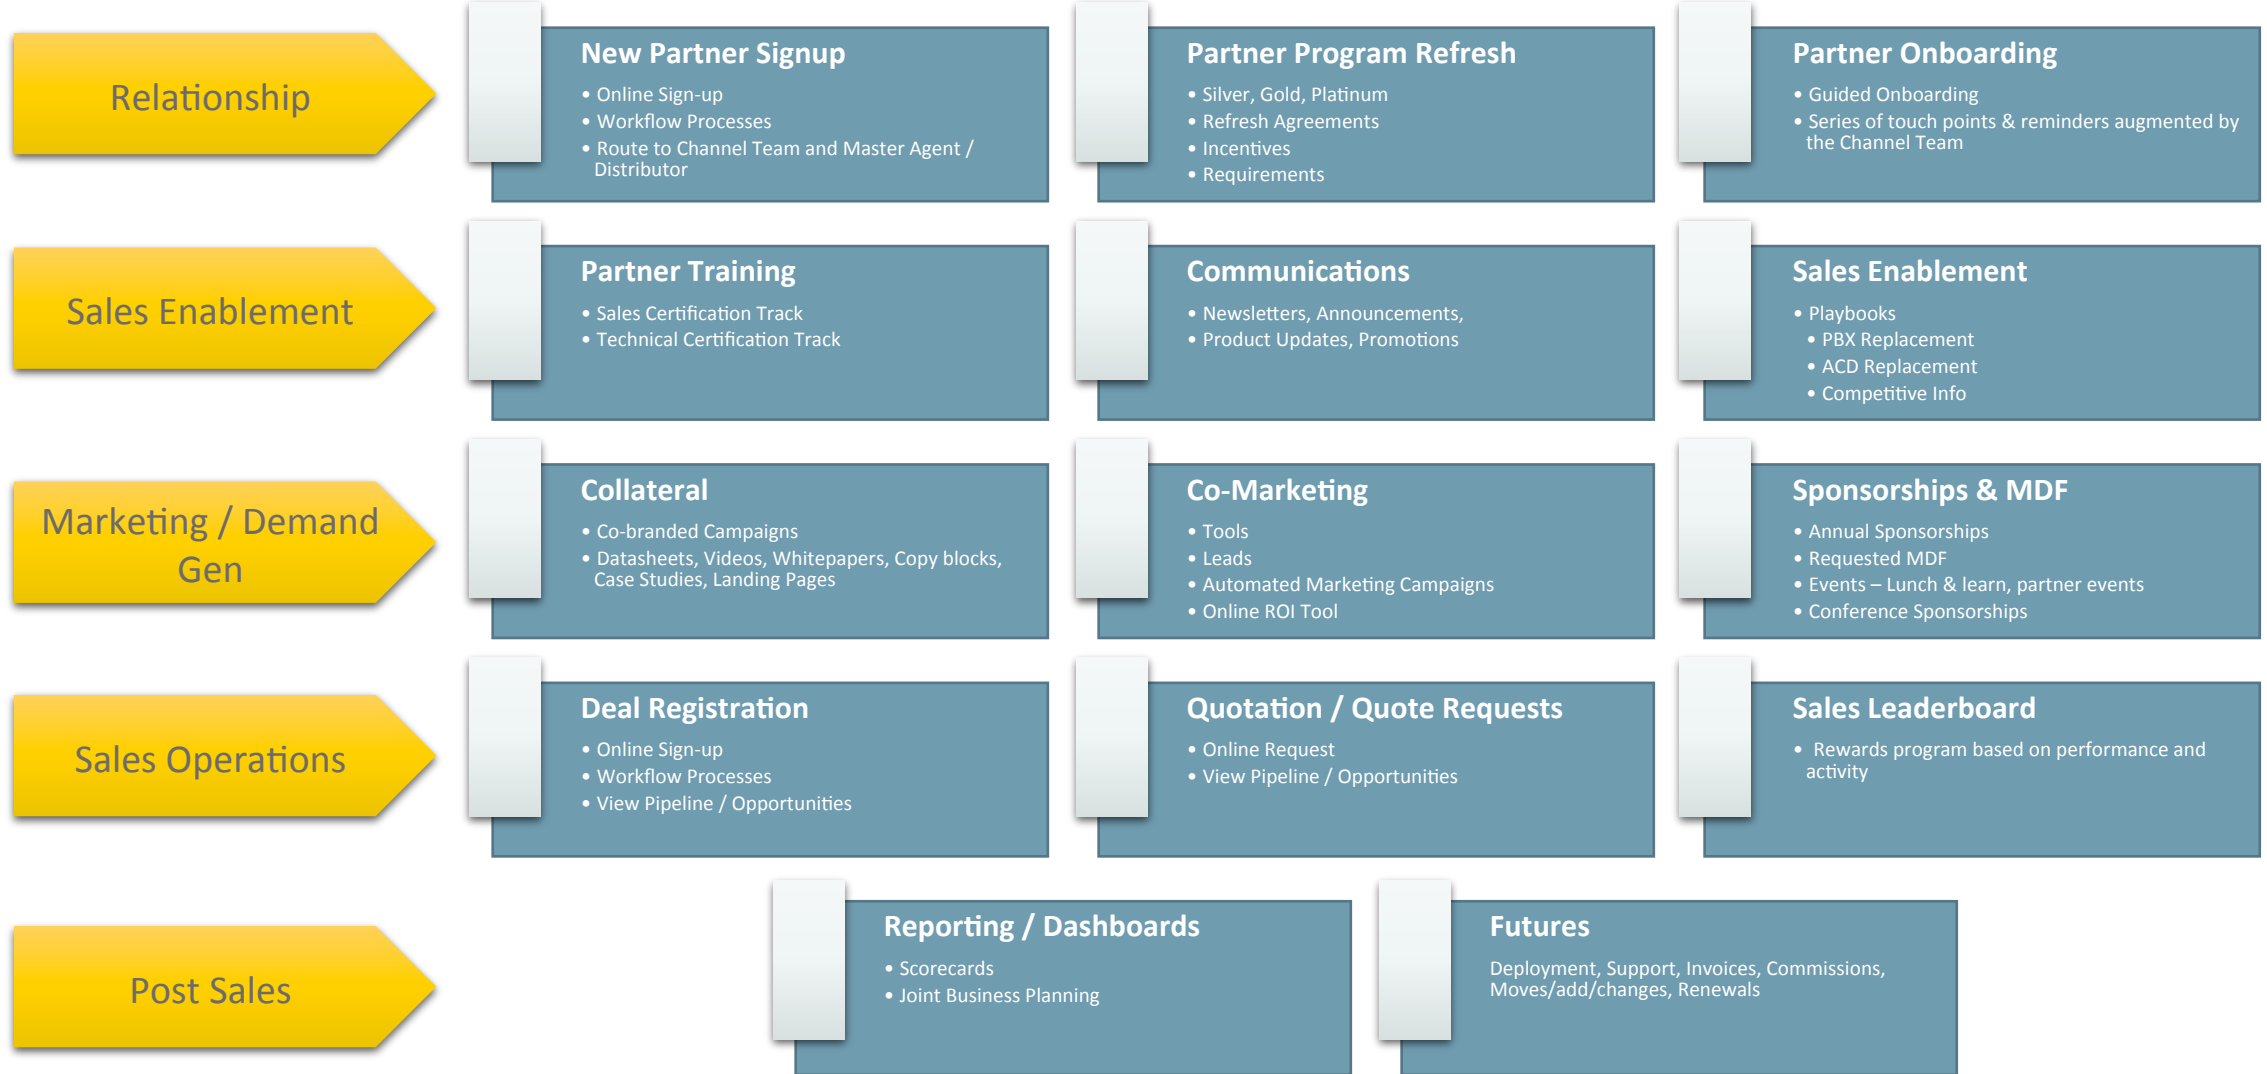 Relationship
New Partner Signup
• Online Sign-up
• Workflow Processes
• Route to Channel Team and Master Agent /
Distributor
Partner Program Refresh
• Silver, Gold, Platinum
• Refresh Agreements
• Incentives
• Requirements
Partner Onboarding
• Guided Onboarding
• Series of touch points & reminders augmented by
the Channel Team
Sales Enablement
Partner Training
• Sales Certification Track
• Technical Certification Track
Communications
• Newsletters, Announcements,
• Product Updates, Promotions
Sales Enablement
• Playbooks
• PBX Replacement
• ACD Replacement
• Competitive Info
Marketing / Demand
Gen
Collateral
• Co-branded Campaigns
• Datasheets, Videos, Whitepapers, Copy blocks,
Case Studies, Landing Pages
Co-Marketing
• Tools
• Leads
• Automated Marketing Campaigns
• Online ROI Tool
Sponsorships & MDF
• Annual Sponsorships
• Requested MDF
• Events – Lunch & learn, partner events
• Conference Sponsorships
Sales Operations
Deal Registration
• Online Sign-up
• Workflow Processes
• View Pipeline / Opportunities
Quotation / Quote Requests
• Online Request
• View Pipeline / Opportunities
Sales Leaderboard
• Rewards program based on performance and
activity
Post Sales
Reporting / Dashboards
• Scorecards
• Joint Business Planning
Futures
Deployment, Support, Invoices, Commissions,
Moves/add/changes, Renewals